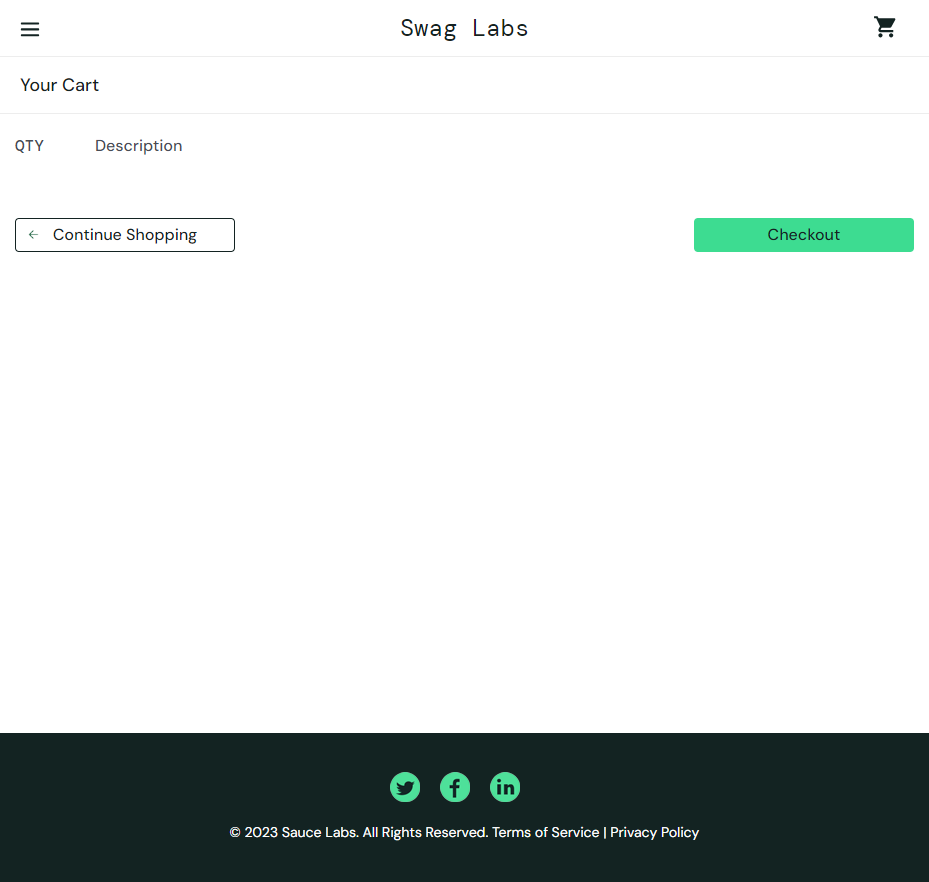 Swag Labs
Your Cart
QTY Description
Continue Shopping
Checkout
© 2023 Sauce Labs. All Rights Reserved. Terms of Service | Privacy Policy